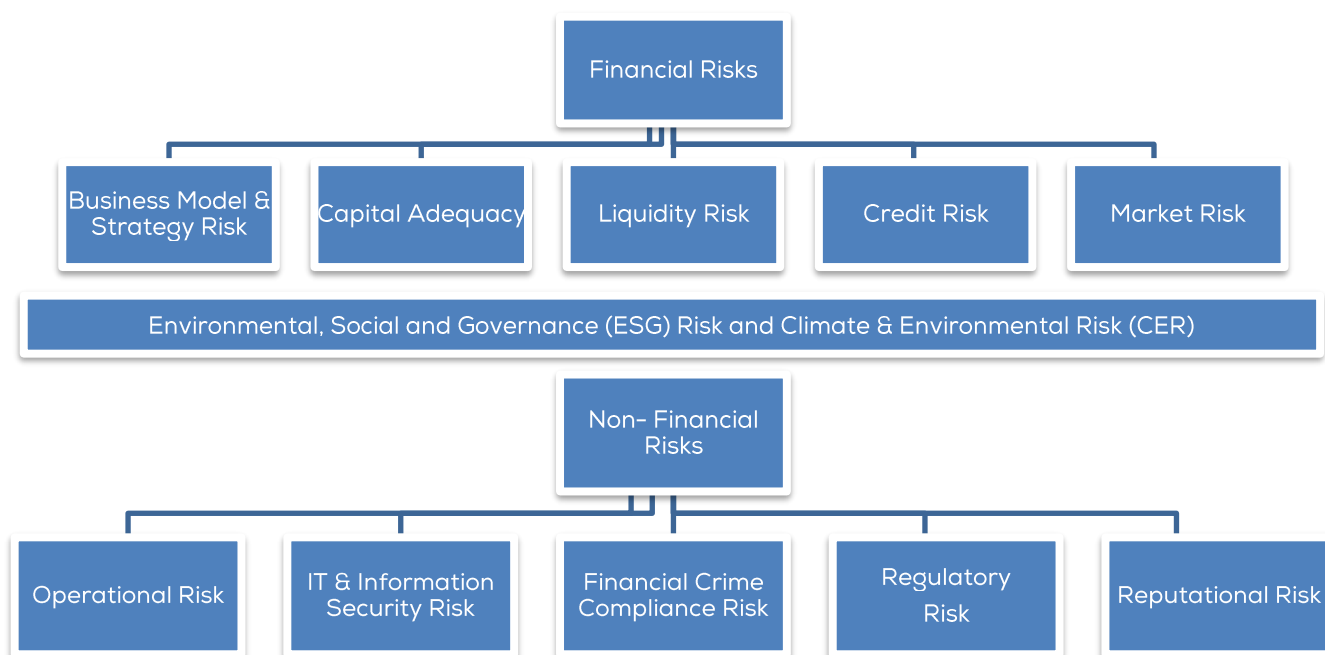 Financial Risks
Business Model &
Strategy Risk
Capital Adequacy
Liquidity Risk
Credit Risk
Market Risk
Environmental, Social and Governance (ESG) Risk and Climate & Environmental Risk (CER)
Non- Financial
Risks
Operational Risk
IT & Information
Security Risk
Financial Crime
Compliance Risk
Regulatory
Risk
Reputational Risk